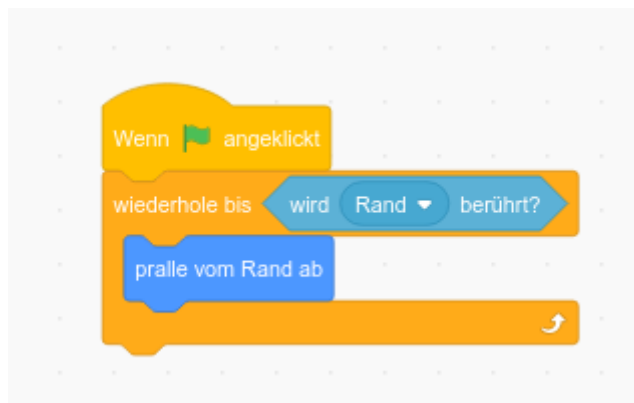 Wenn angeklickt
wiederhole bis wird Rand berührt?
pralle vom Rand ab